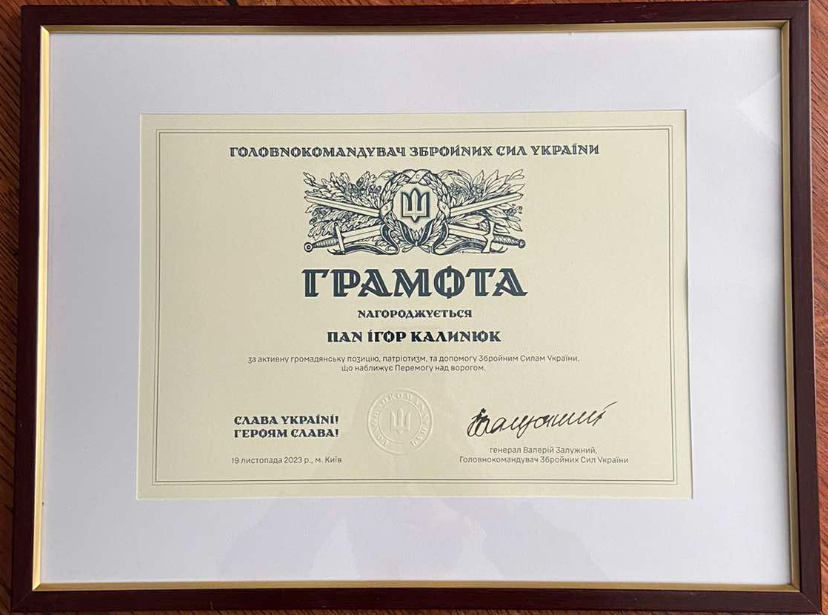 ГОЛОВНОКОМАНДУВАЧ ЗБРОЙНИХ СИЛ УКРАЇНИ
ГРАМОТА
НАГОРОДЖУЄТЬСЯ
ПАН ІГОР КАЛИНЮК
за активну громадянську позицію, патріотизм, та допомогу Збройним Силам України,
що наближує Перемогу над ворогом.
СЛАВА УКРАЇНІ!
ГЕРОЯМ СЛАВА!
19 листопада 2023 р., м. Київ
генерал Валерій Залужний,
Головнокомандувач Збройних Сил України